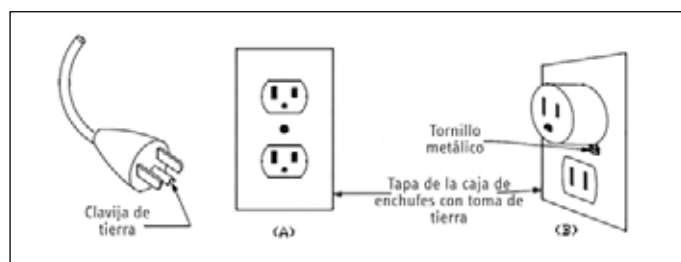 Tornillo
metálico
Clavija de
tierra
Tapa de la caja de
enchufes con toma de
tierra
(A)
(B)